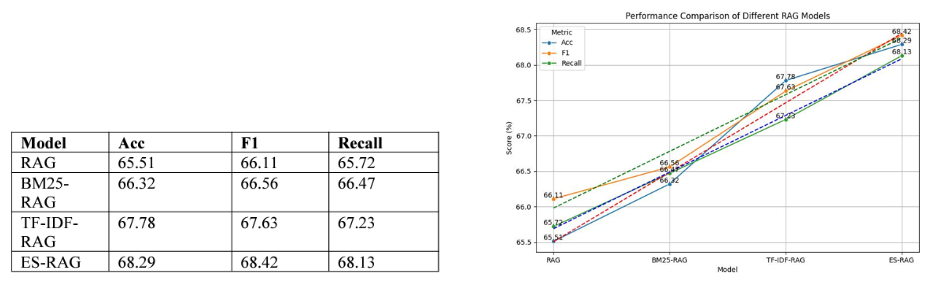 Model Acc F1 Recall
RAG 65.51 66.11 65.72
BM25- 66.32 66.56 66.47
RAG
TF-IDF- 67.78 67.63 67.23
RAG
ES-RAG 68.29 68.42 68.13
Performance Comparison of Different RAG Models
Metric
Acc
F1
Recall
Score (%)
68.5
68.0
67.5
67.0
66.5
66.0
65.5
66.11
65.72
65.51
66.56
66.47
66.32
67.78
67.63
67.23
68.42
68.29
68.13
RAG BM25-RAG TF-IDF-RAG ES-RAG
Model